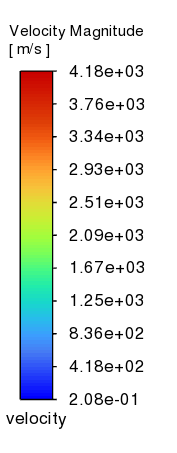 Velocity Magnitude
[ m/s ]
4.18e+03
3.76e+03
3.34e+03
2.93e+03
2.51e+03
2.09e+03
1.67e+03
1.25e+03
8.36e+02
4.18e+02
2.08e-01
velocity